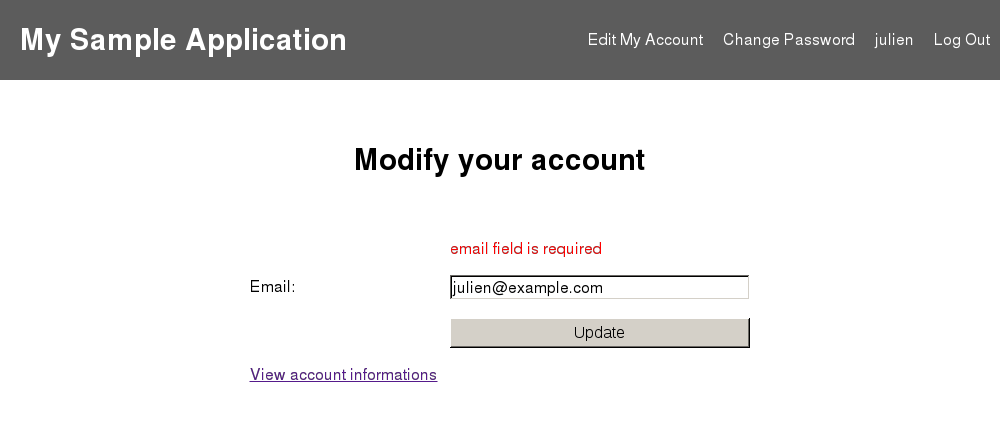 My Sample Application
Edit My Account Change Password julien Log Out
Modify your account
email field is required
Email: julien@example.com
Update
View account informations